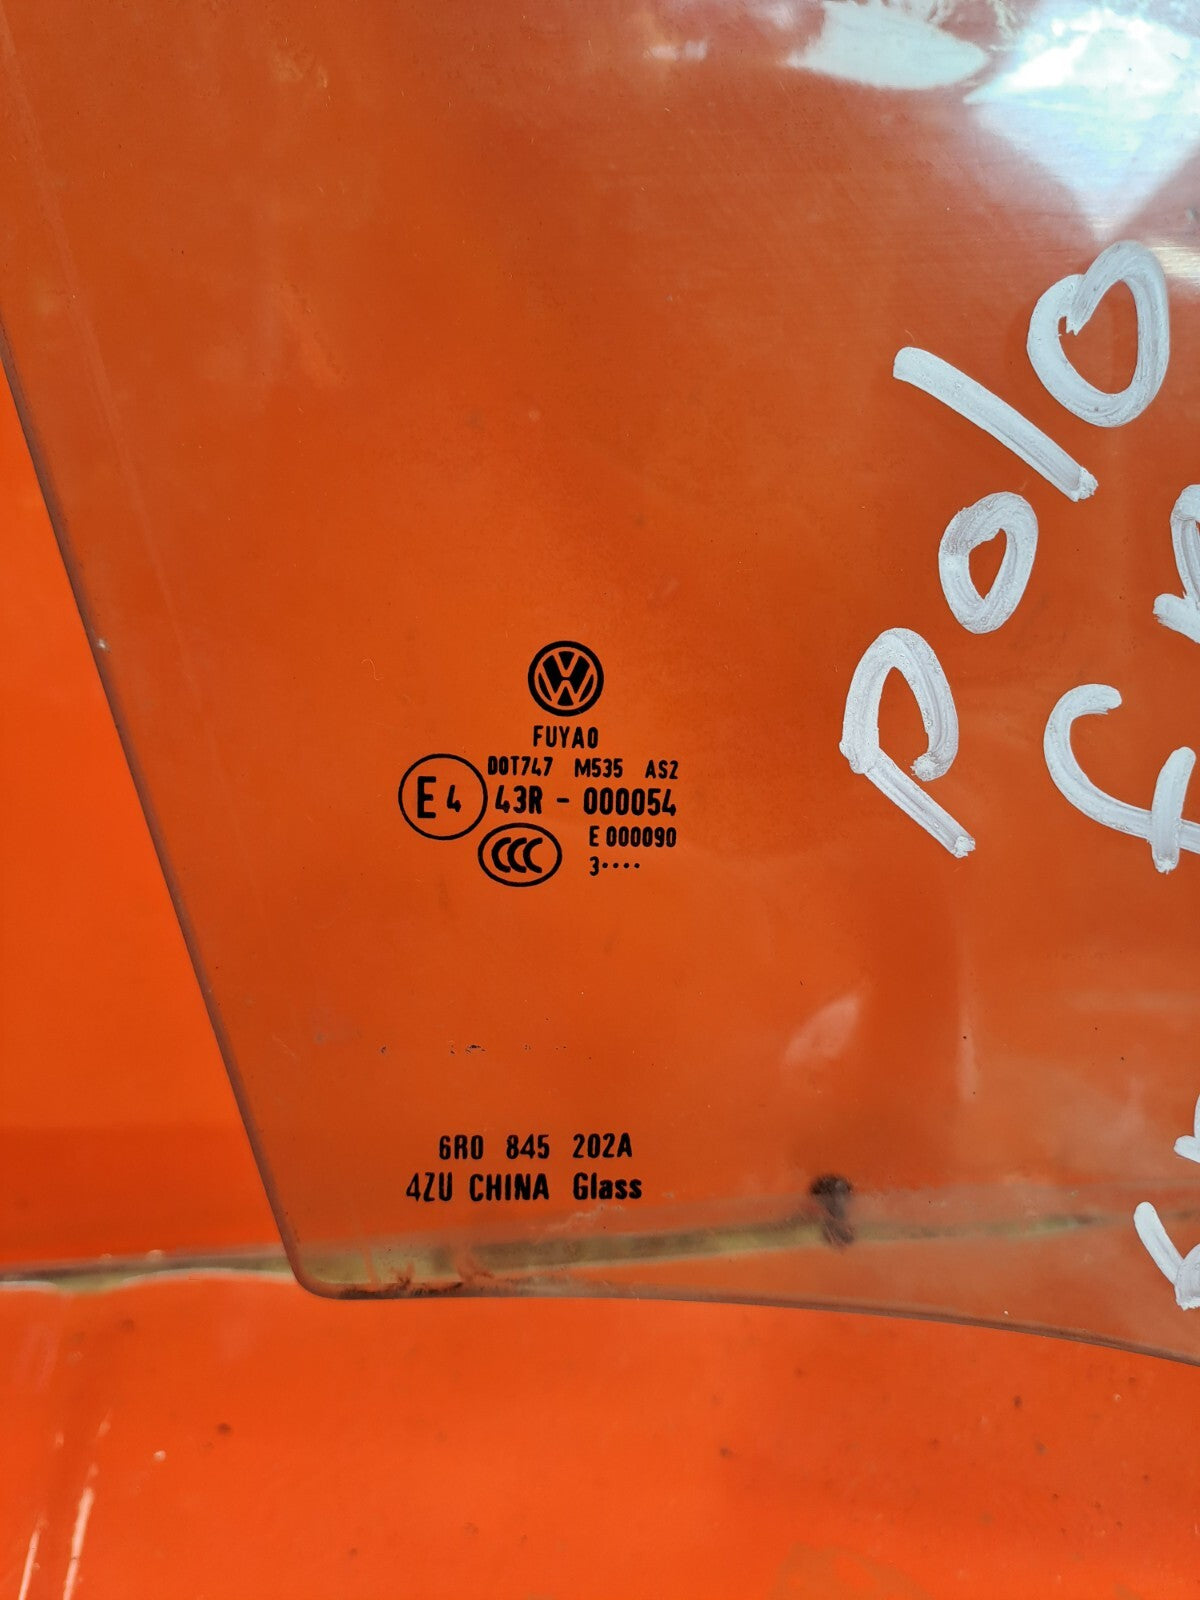 FUYAO
DOT747 M535 AS2
E4 43R - 000054
E 000090
CCC
3····
6R0 845 202A
4ZU CHINA Glass
Polo